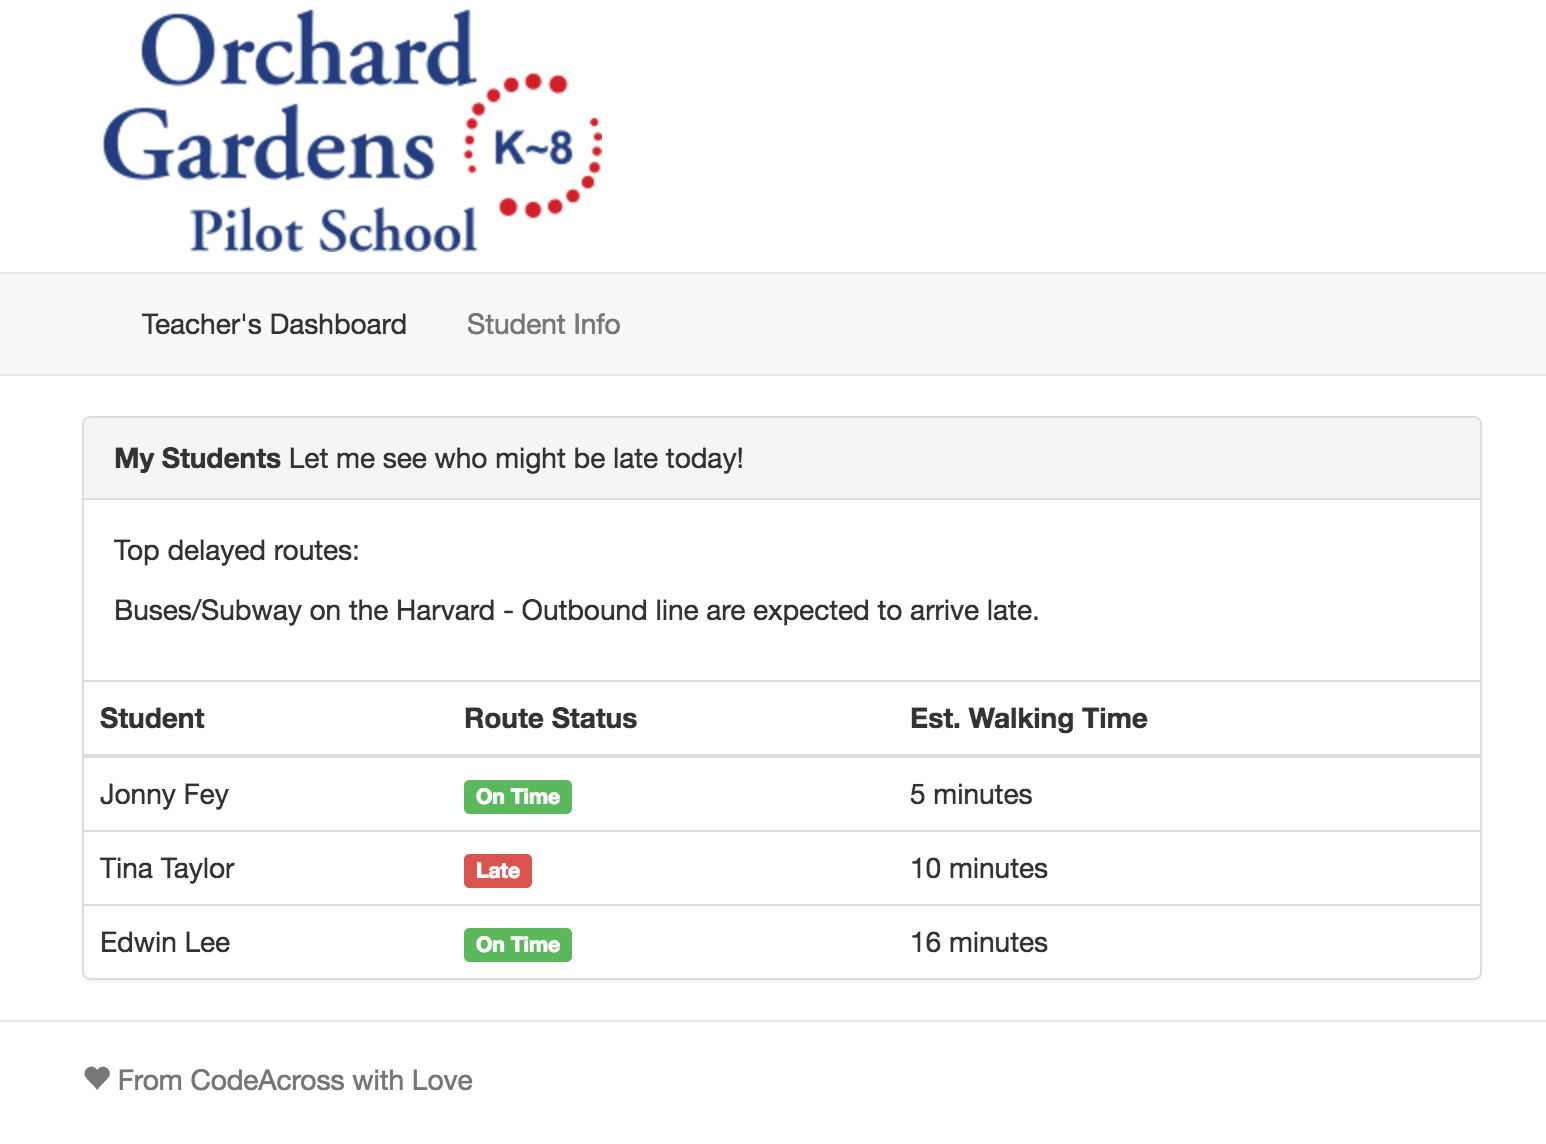 Orchard
Gardens
K~8
Pilot School
Teacher's Dashboard Student Info
My Students Let me see who might be late today!
Top delayed routes:
Buses/Subway on the Harvard - Outbound line are expected to arrive late.
Student Route Status Est. Walking Time
Jonny Fey On Time 5 minutes
Tina Taylor Late 10 minutes
Edwin Lee On Time 16 minutes
From CodeAcross with Love